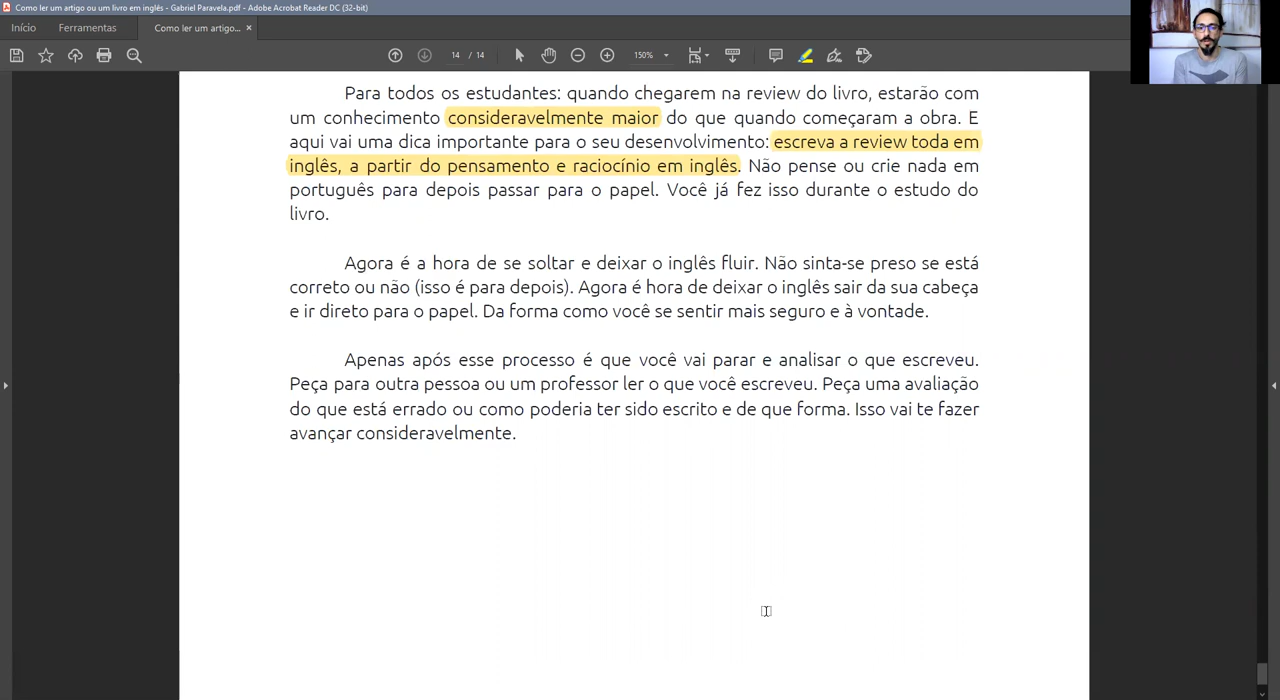 Como ler um artigo ou um livro em inglês - Gabriel Paravela.pdf - Adobe Acrobat Reader DC (32-bit)
Início Ferramentas Como ler um artigo... ×
14 / 14 150%
Para todos os estudantes: quando chegarem na review do livro, estarão com
um conhecimento consideravelmente maior do que quando começaram a obra. E
aqui vai uma dica importante para o seu desenvolvimento: escreva a review toda em
inglês, a partir do pensamento e raciocínio em inglês. Não pense ou crie nada em
português para depois passar para o papel. Você já fez isso durante o estudo do
livro.
Agora é a hora de se soltar e deixar o inglês fluir. Não sinta-se preso se está
correto ou não (isso é para depois). Agora é hora de deixar o inglês sair da sua cabeça
e ir direto para o papel. Da forma como você se sentir mais seguro e à vontade.
Apenas após esse processo é que você vai parar e analisar o que escreveu.
Peça para outra pessoa ou um professor ler o que você escreveu. Peça uma avaliação
do que está errado ou como poderia ter sido escrito e de que forma. Isso vai te fazer
avançar consideravelmente.